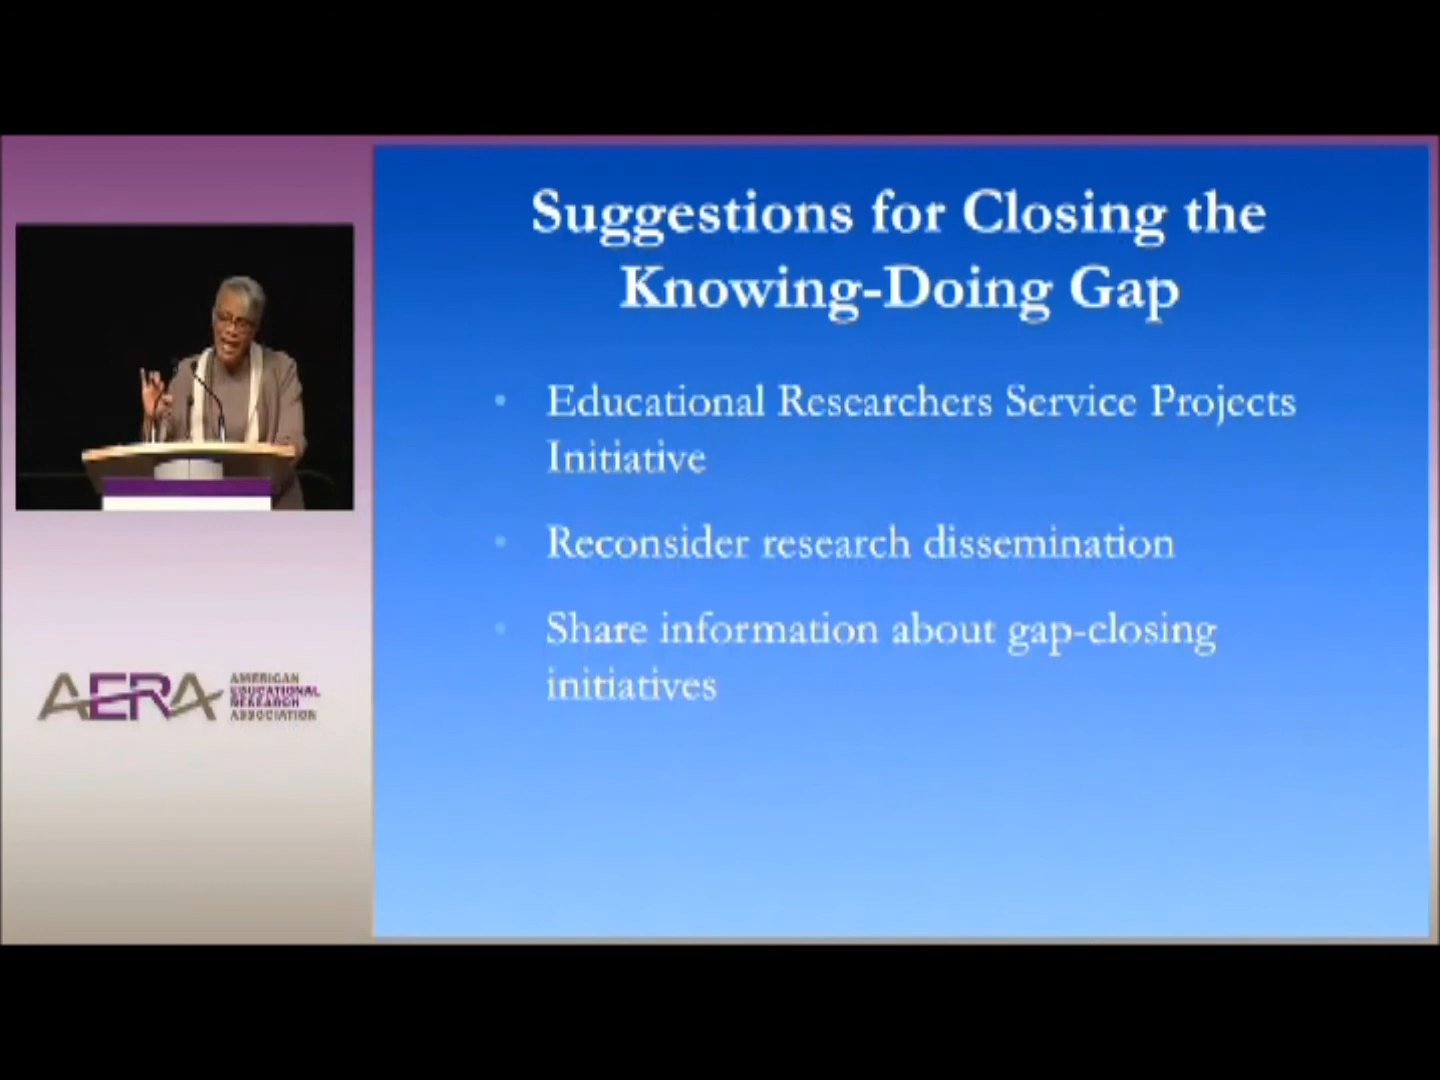 Suggestions for Closing the
Knowing-Doing Gap
• Educational Researchers Service Projects
Initiative
• Reconsider research dissemination
• Share information about gap-closing
initiatives
AERA
AMERICAN
EDUCATIONAL
RESEARCH
ASSOCIATION